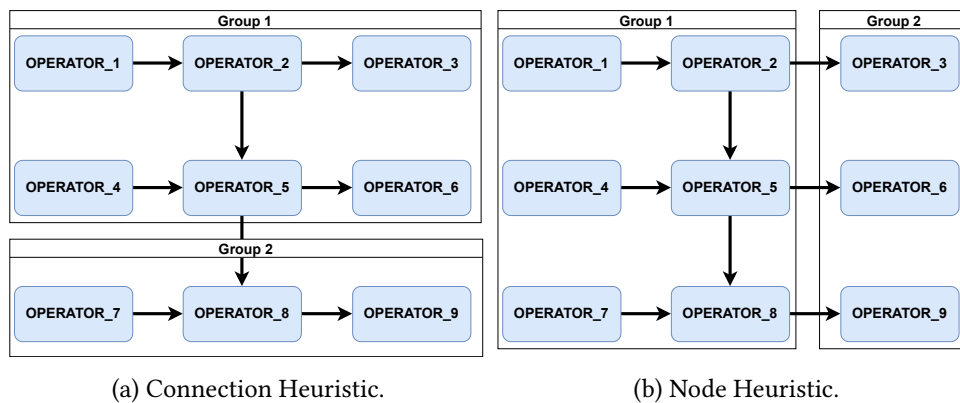 Group 1
OPERATOR_1 OPERATOR_2 OPERATOR_3
OPERATOR_4 OPERATOR_5 OPERATOR_6
Group 2
OPERATOR_7 OPERATOR_8 OPERATOR_9
(a) Connection Heuristic.
Group 1
Group 2
OPERATOR_1 OPERATOR_2 OPERATOR_3
OPERATOR_4 OPERATOR_5 OPERATOR_6
OPERATOR_7 OPERATOR_8 OPERATOR_9
(b) Node Heuristic.